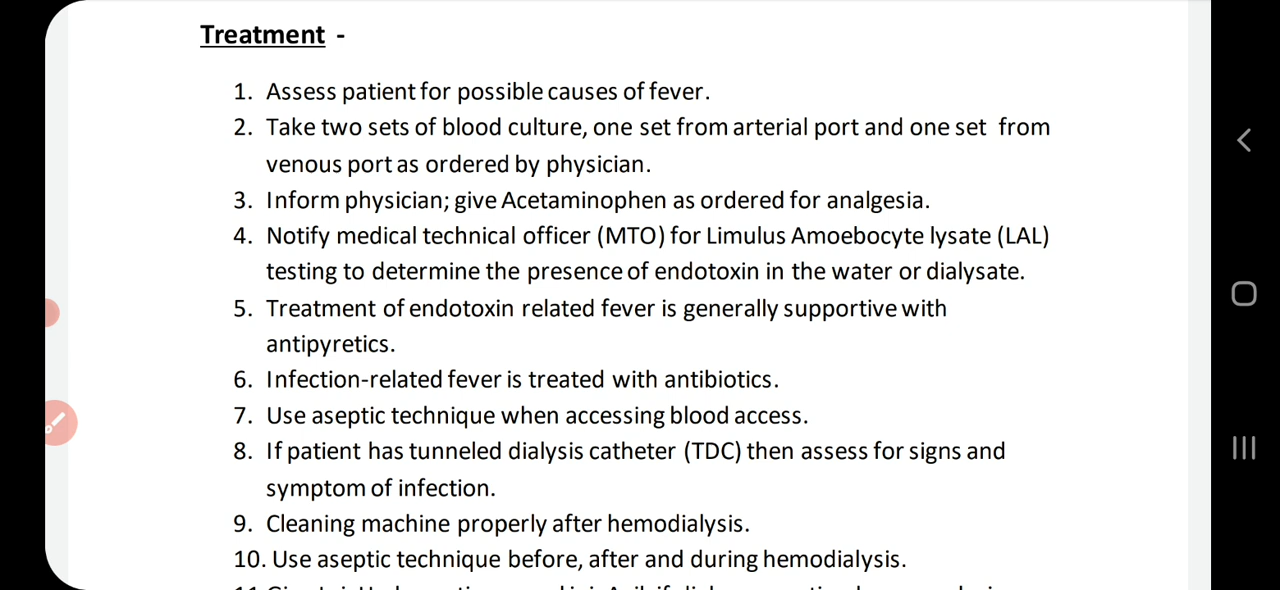 Treatment -
1. Assess patient for possible causes of fever.
2. Take two sets of blood culture, one set from arterial port and one set from
venous port as ordered by physician.
3. Inform physician; give Acetaminophen as ordered for analgesia.
4. Notify medical technical officer (MTO) for Limulus Amoebocyte lysate (LAL)
testing to determine the presence of endotoxin in the water or dialysate.
5. Treatment of endotoxin related fever is generally supportive with
antipyretics.
6. Infection-related fever is treated with antibiotics.
7. Use aseptic technique when accessing blood access.
8. If patient has tunneled dialysis catheter (TDC) then assess for signs and
symptom of infection.
9. Cleaning machine properly after hemodialysis.
10. Use aseptic technique before, after and during hemodialysis.